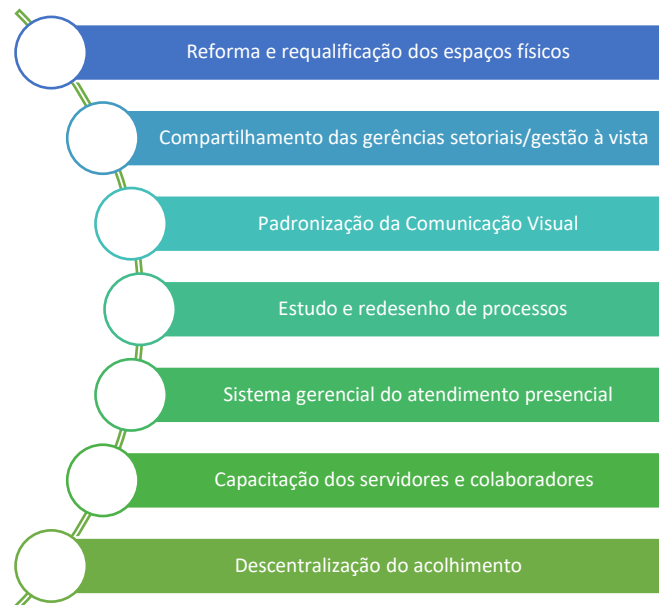 Reforma e requalificação dos espaços físicos
Compartilhamento das gerências setoriais/gestão à vista
Padronização da Comunicação Visual
Estudo e redesenho de processos
Sistema gerencial do atendimento presencial
Capacitação dos servidores e colaboradores
Descentralização do acolhimento